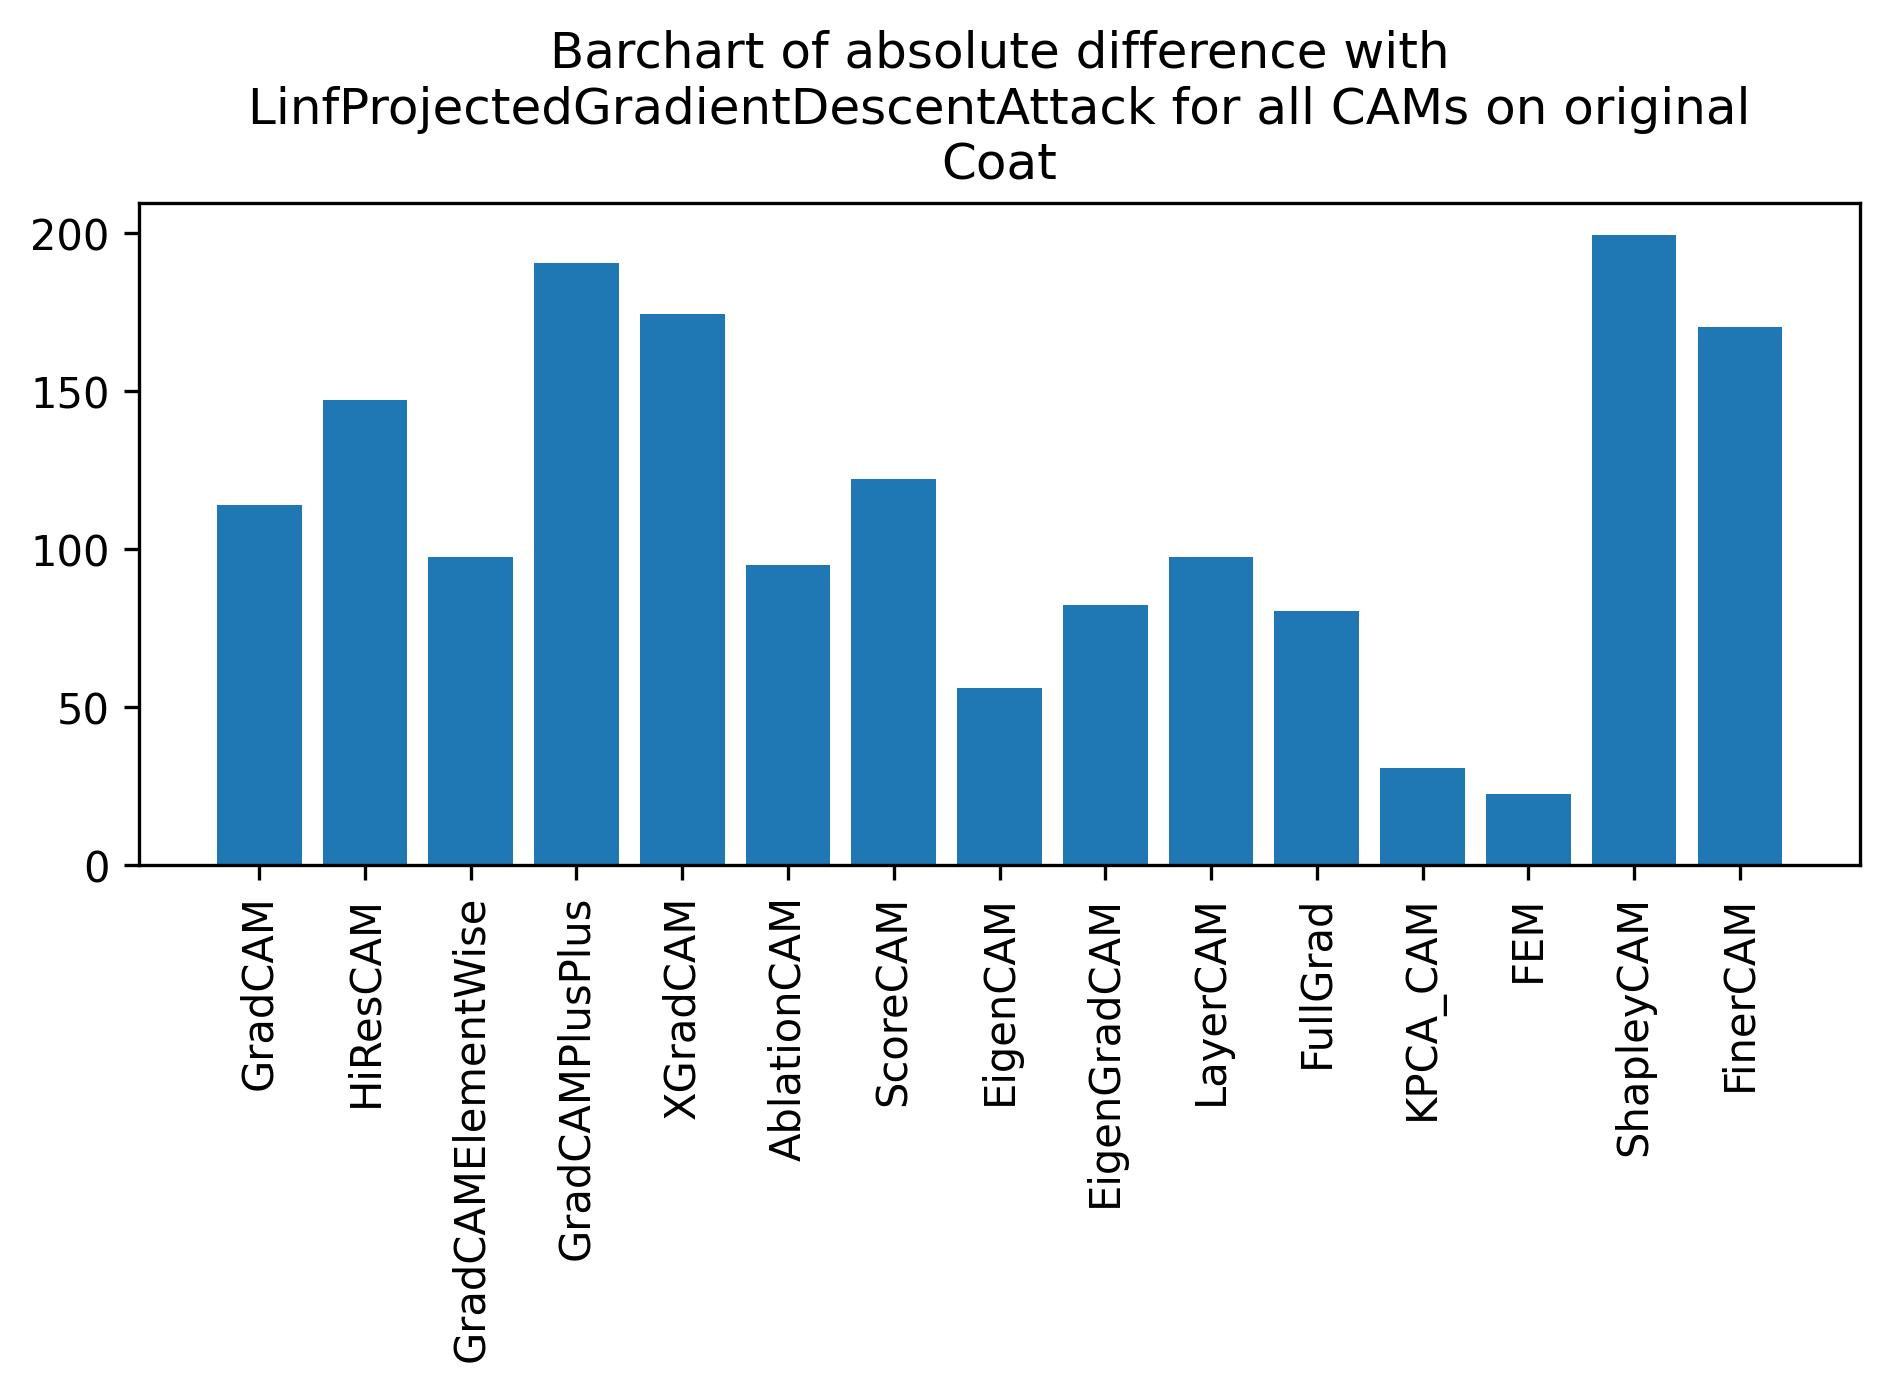 Barchart of absolute difference with
LinfProjectedGradientDescentAttack for all CAMs on original
Coat
200
150
100
50
0
GradCAM
HiResCAM
GradCAMElementWise
GradCAMPlusPlus
XGradCAM
AblationCAM
ScoreCAM
EigenCAM
EigenGradCAM
LayerCAM
FullGrad
KPCA_CAM
FEM
ShapleyCAM
FinerCAM